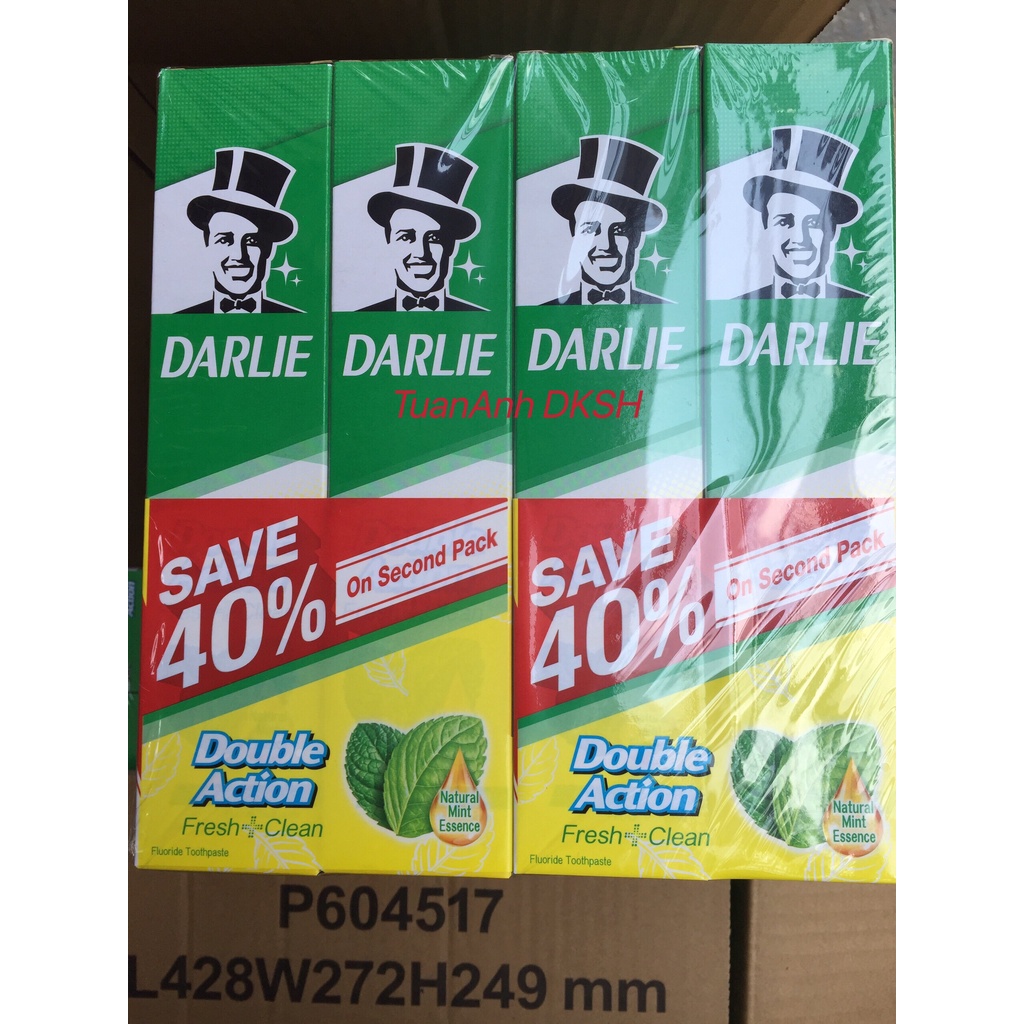 DARLIE
DARLIE
DARLIE
DARLIE
TuanAnh DKSH
SAVE
40%
On Second Pack
Double
Action
Fresh+Clean
Natural
Mint
Essence
Fluoride Toothpaste
SAVE
40%
On Second Pack
Double
Action
Fresh+Clean
Natural
Mint
Essence
Fluoride Toothpaste
P604517
L428W272H249 mm